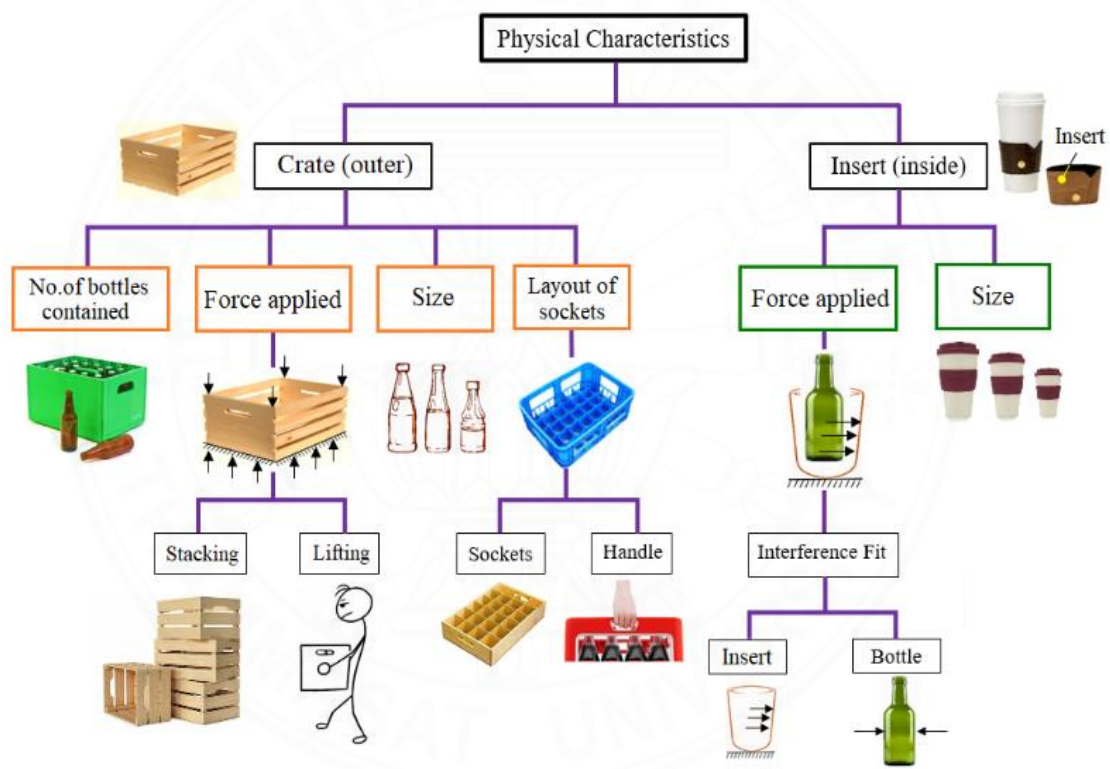 Physical Characteristics
Crate (outer)
Insert (inside)
Insert
No.of bottles
contained
Force applied
Size
Layout of
sockets
Force applied
Size
Stacking
Lifting
Sockets
Handle
Interference Fit
Insert
Bottle